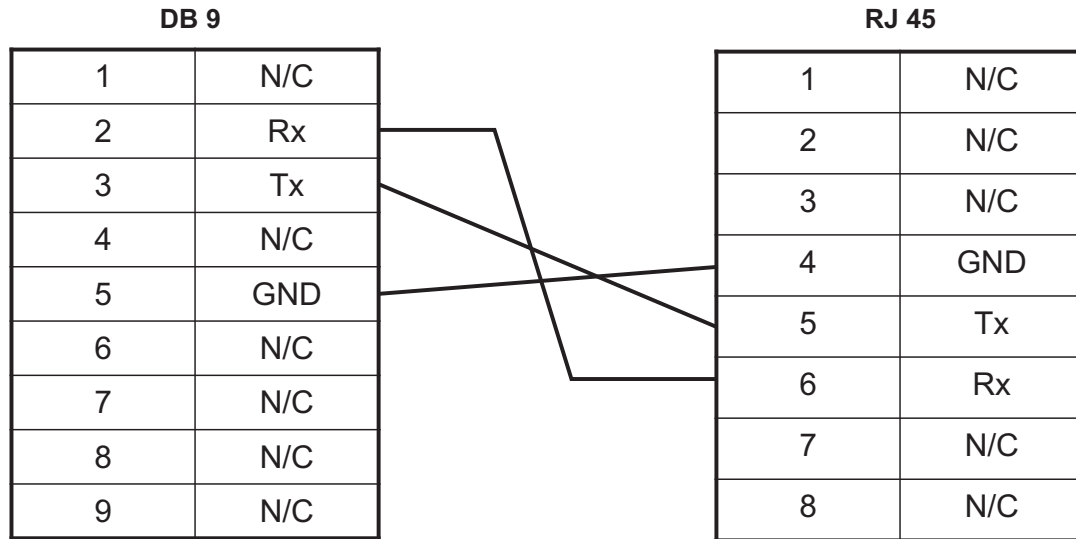 DB 9
1 N/C
2 Rx
3 Tx
4 N/C
5 GND
6 N/C
7 N/C
8 N/C
9 N/C
RJ 45
1 N/C
2 N/C
3 N/C
4 GND
5 Tx
6 Rx
7 N/C
8 N/C